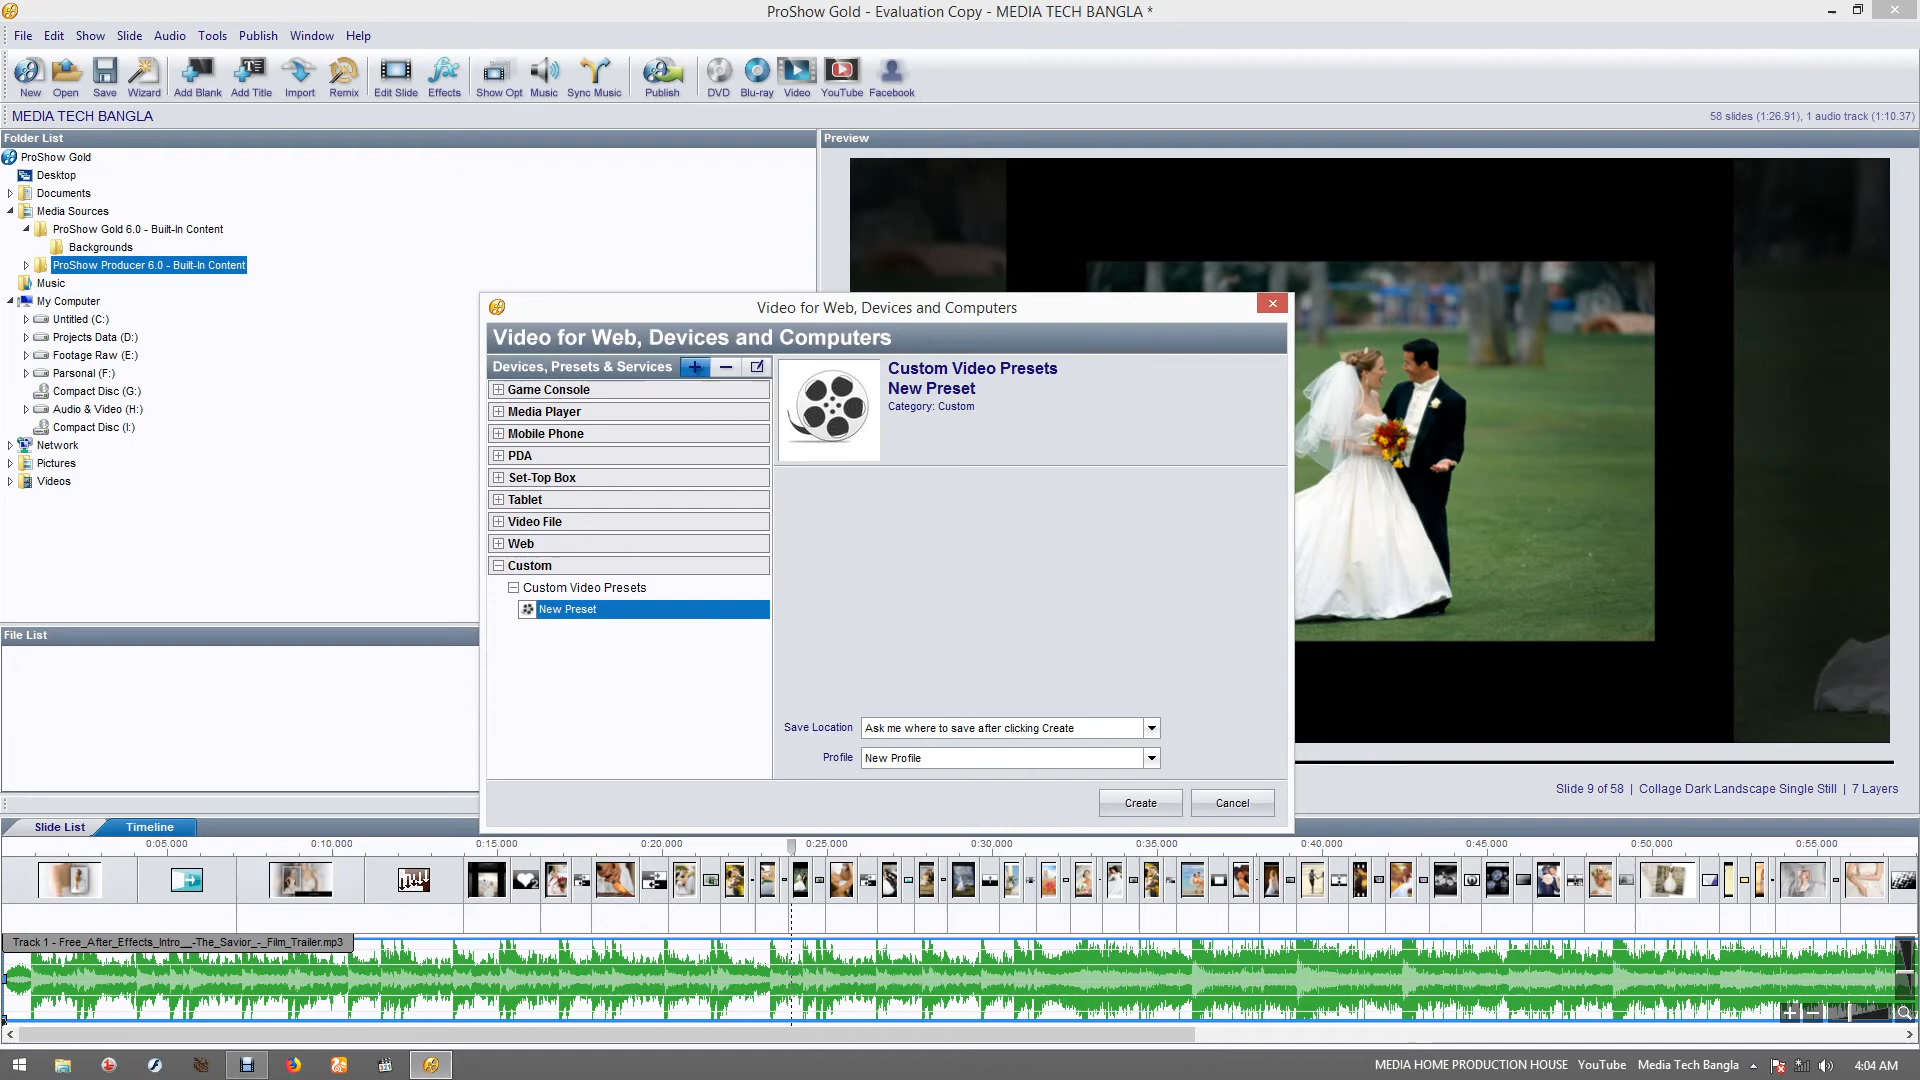 ProShow Gold - Evaluation Copy - MEDIA TECH BANGLA *
File Edit Show Slide Audio Tools Publish Window Help
New Open Save Wizard Add Blank Add Title Import Remix Edit Slide Effects Show Opt Music Sync Music Publish DVD Blu-ray Video YouTube Facebook
MEDIA TECH BANGLA
58 slides (1:26.91), 1 audio track (1:10.37)
Folder List
ProShow Gold
Desktop
Documents
Media Sources
ProShow Gold 6.0 - Built-In Content
Backgrounds
ProShow Producer 6.0 - Built-In Content
Music
My Computer
Untitled (C:)
Projects Data (D:)
Footage Raw (E:)
Parsonal (F:)
Compact Disc (G:)
Audio & Video (H:)
Compact Disc (I:)
Network
Pictures
Videos
File List
Preview
Video for Web, Devices and Computers
Video for Web, Devices and Computers
Devices, Presets & Services
Game Console
Media Player
Mobile Phone
PDA
Set-Top Box
Tablet
Video File
Web
Custom
Custom Video Presets
New Preset
Custom Video Presets
New Preset
Category: Custom
Save Location Ask me where to save after clicking Create
Profile New Profile
Create Cancel
Slide 9 of 58 | Collage Dark Landscape Single Still | 7 Layers
Slide List Timeline
0:05.000 0:10.000 0:15.000 0:20.000 0:25.000 0:30.000 0:35.000 0:40.000 0:45.000 0:50.000 0:55.000
Track 1 - Free_After_Effects_Intro__-The_Savior_-_Film_Trailer.mp3
MEDIA HOME PRODUCTION HOUSE YouTube Media Tech Bangla 4:04 AM